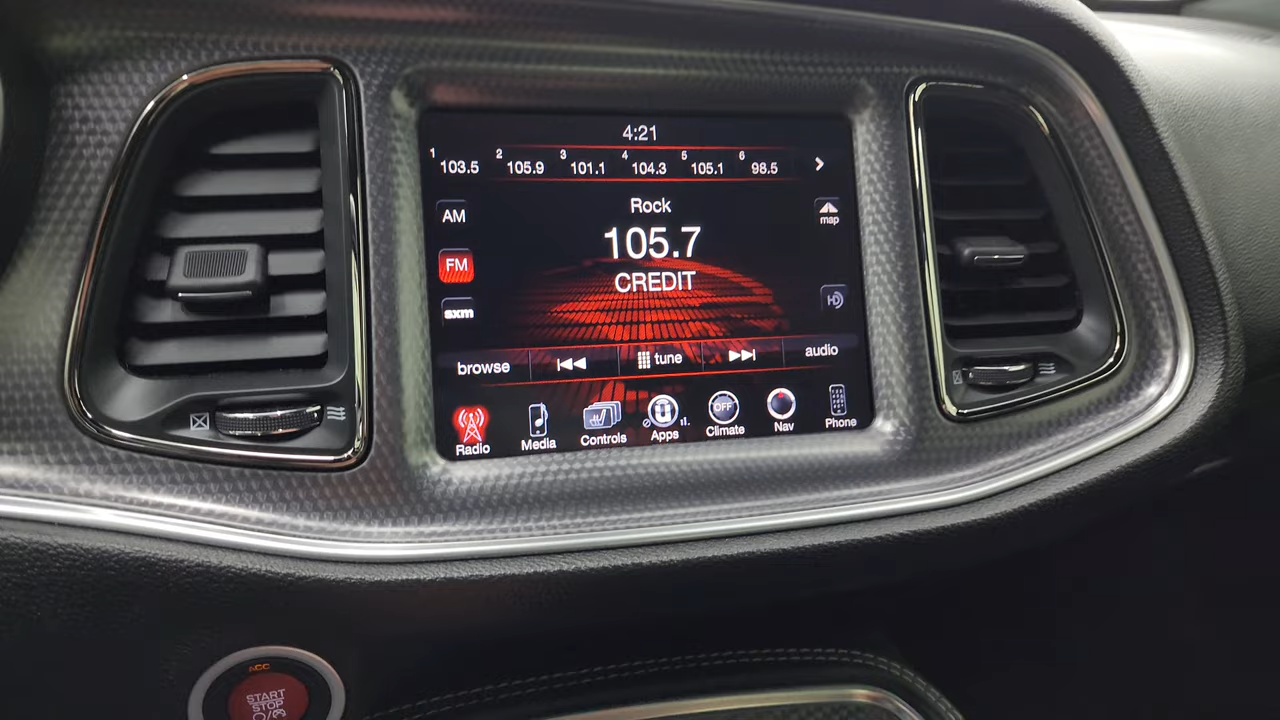 4:21
1 103.5 2 105.9 3 101.1 4 104.3 5 105.1 6 98.5
AM
Rock
map
105.7
FM
CREDIT
HD
sxm
browse tune audio
Radio Media Controls Apps OFF Climate Nav Phone
ACC
START
STOP